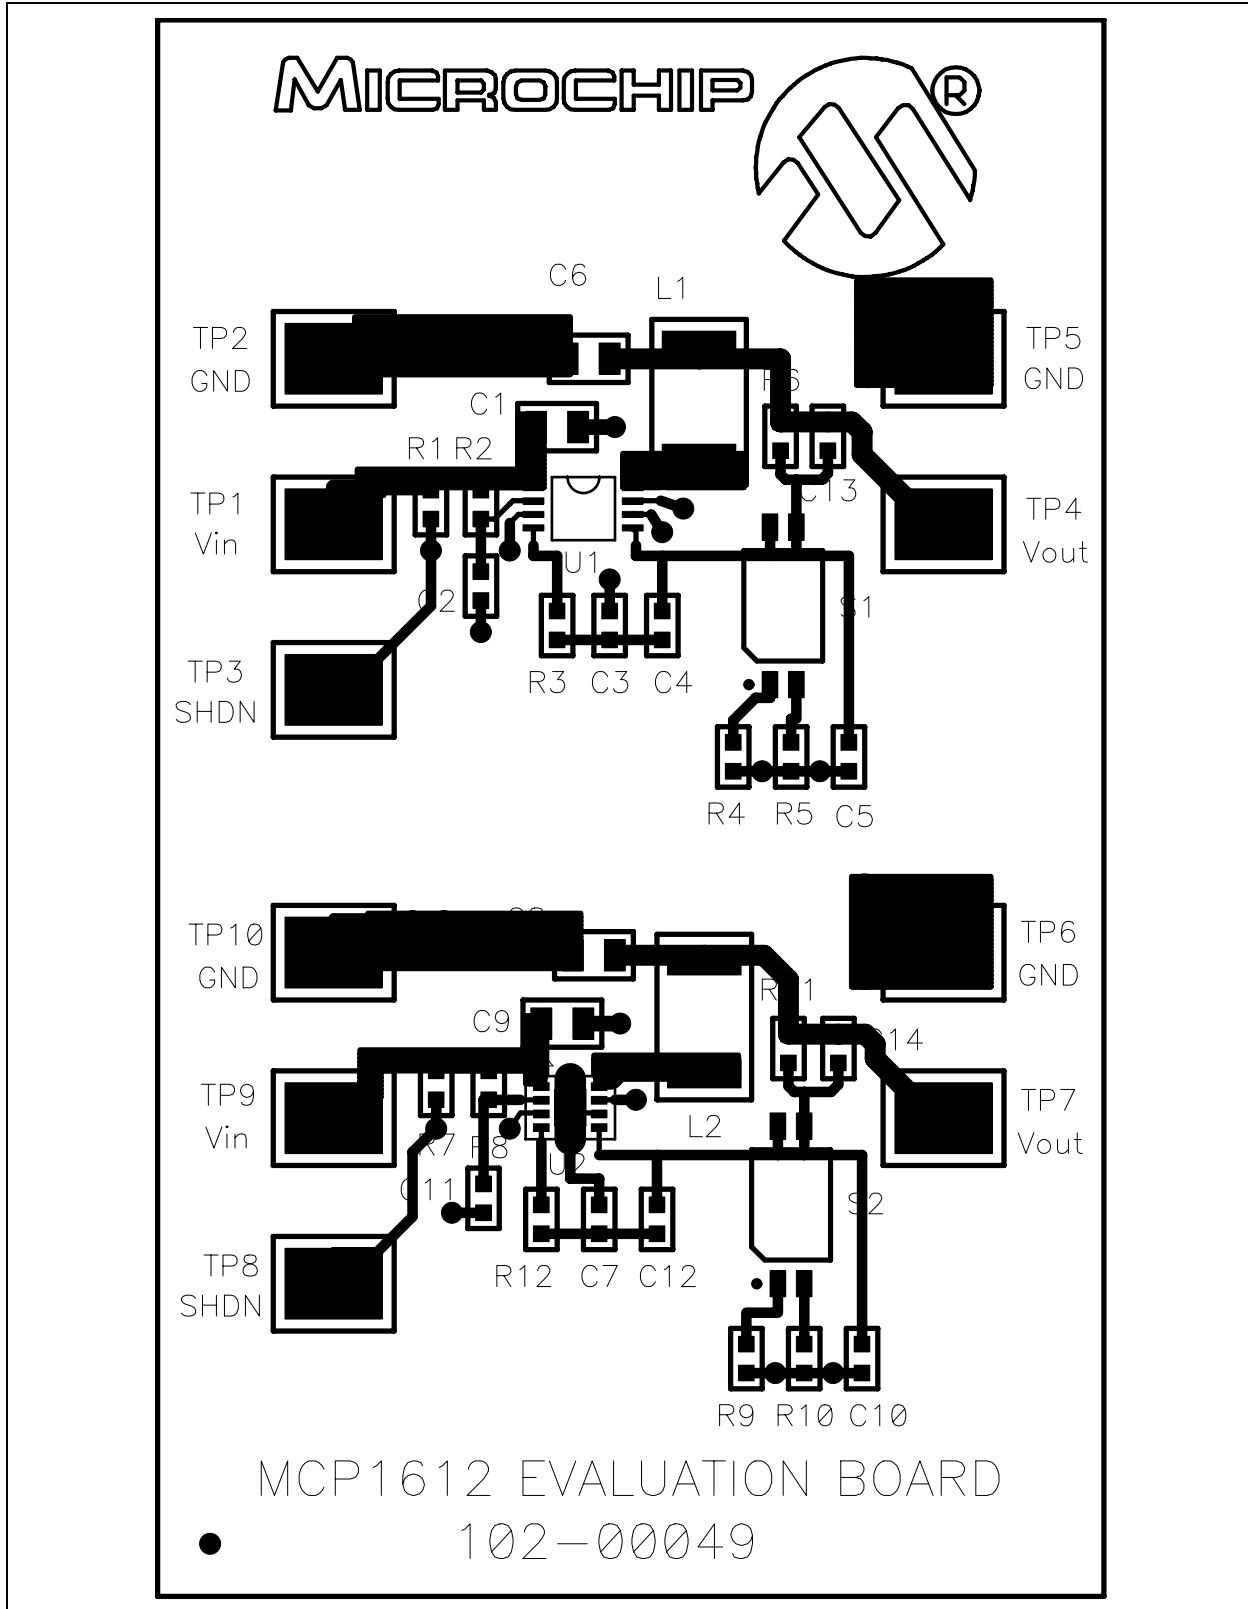 MICROCHIP ®
C6
L1
TP2
GND
TP5
GND
C1
R1 R2
TP1
Vin
C13
TP4
Vout
U1
C2
S1
TP3
SHDN
R3 C3 C4
R4 R5 C5
TP10
GND
TP6
GND
C9
TP9
Vin
TP7
Vout
L2
R7 R8
U2
C11
S2
TP8
SHDN
R12 C7 C12
R9 R10 C10
MCP1612 EVALUATION BOARD
102-00049